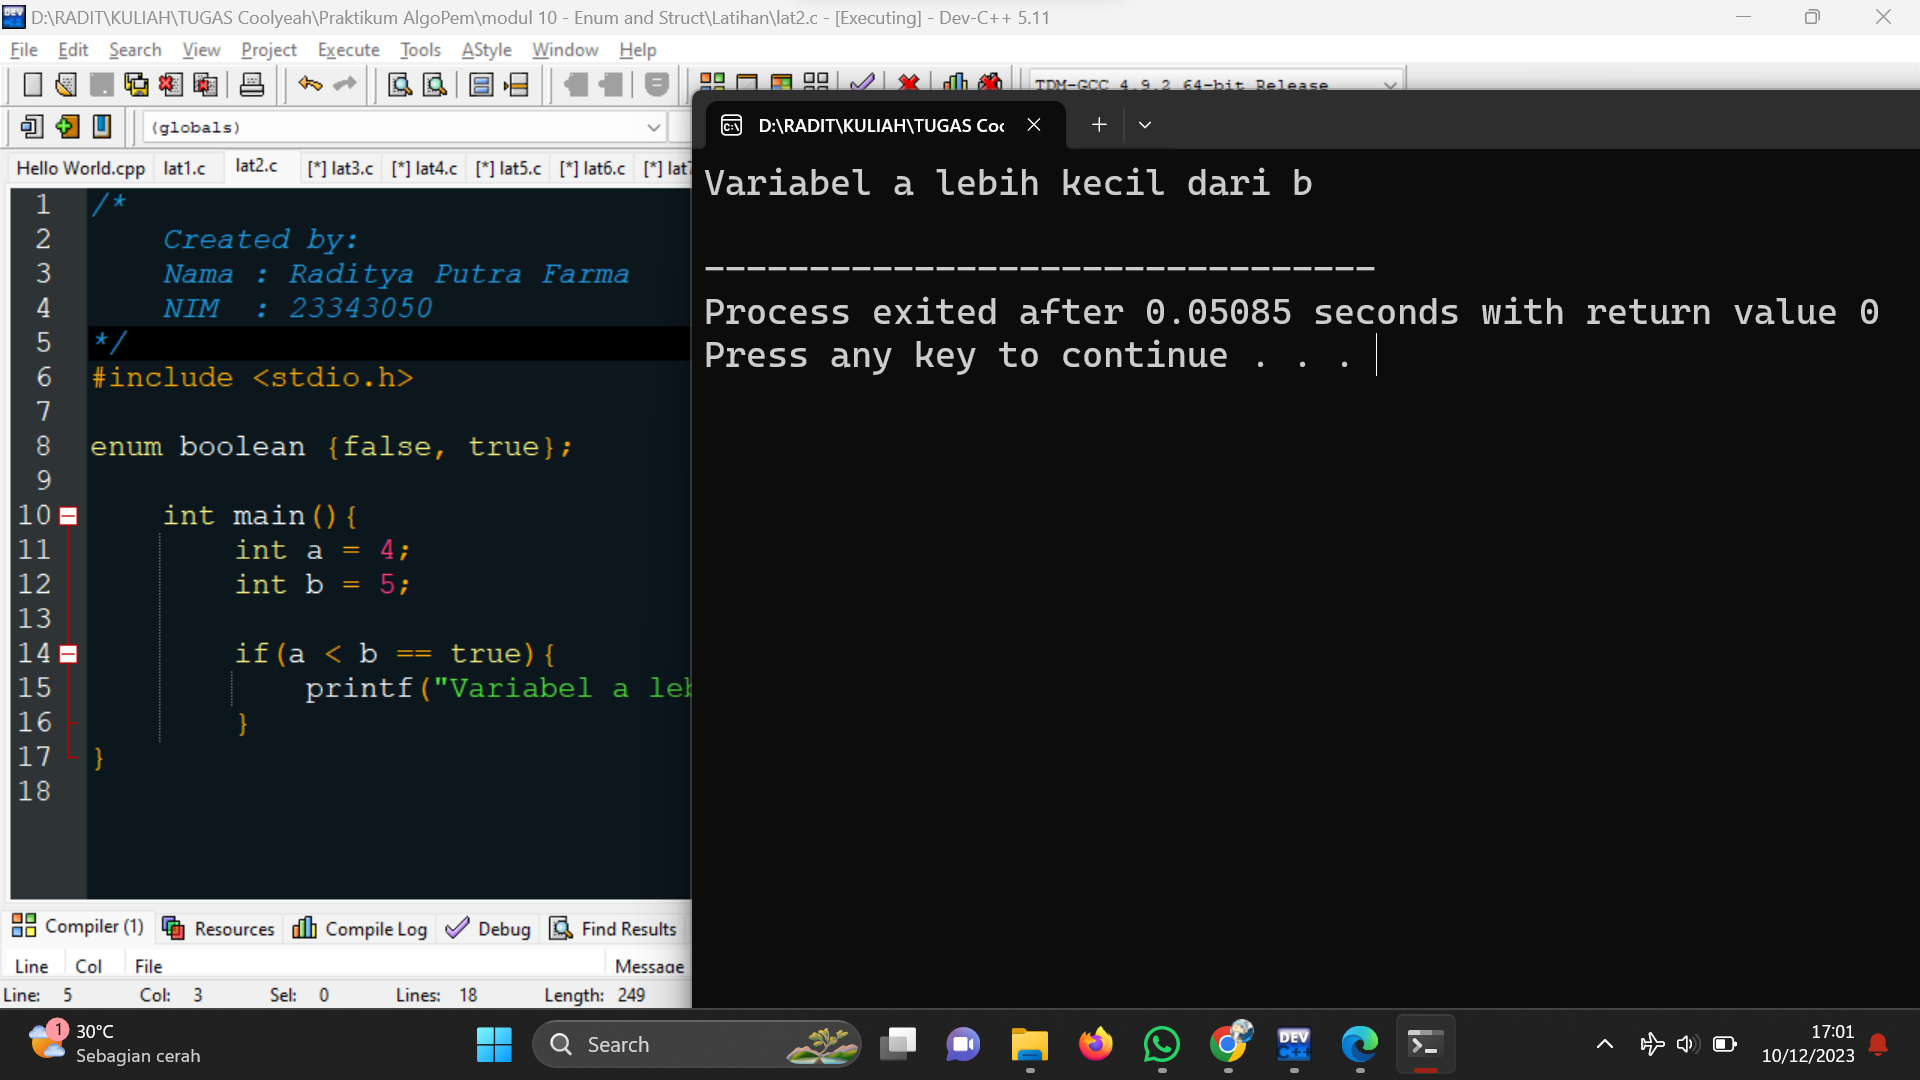 D:\RADIT\KULIAH\TUGAS Coolyeah\Praktikum AlgoPem\modul 10 - Enum and Struct\Latihan\lat2.c - [Executing] - Dev-C++ 5.11
File Edit Search View Project Execute Tools AStyle Window Help
TDM-GCC 4.9.2 64-bit Release
(globals)
Hello World.cpp lat1.c lat2.c [*] lat3.c [*] lat4.c [*] lat5.c [*] lat6.c [*] lat7
1 /*
2 Created by:
3 Nama : Raditya Putra Farma
4 NIM : 23343050
5 */
6 #include <stdio.h>
7
8 enum boolean {false, true};
9
10 int main(){
11 int a = 4;
12 int b = 5;
13
14 if(a < b == true){
15 printf("Variabel a leb
16 }
17 }
18
D:\RADIT\KULIAH\TUGAS Coo
Variabel a lebih kecil dari b
--------------------------------
Process exited after 0.05085 seconds with return value 0
Press any key to continue . . .
Compiler (1) Resources Compile Log Debug Find Results
Line Col File Message
Line: 5 Col: 3 Sel: 0 Lines: 18 Length: 249
1
30°C
Sebagian cerah
Search
DEV
C++
17:01
10/12/2023